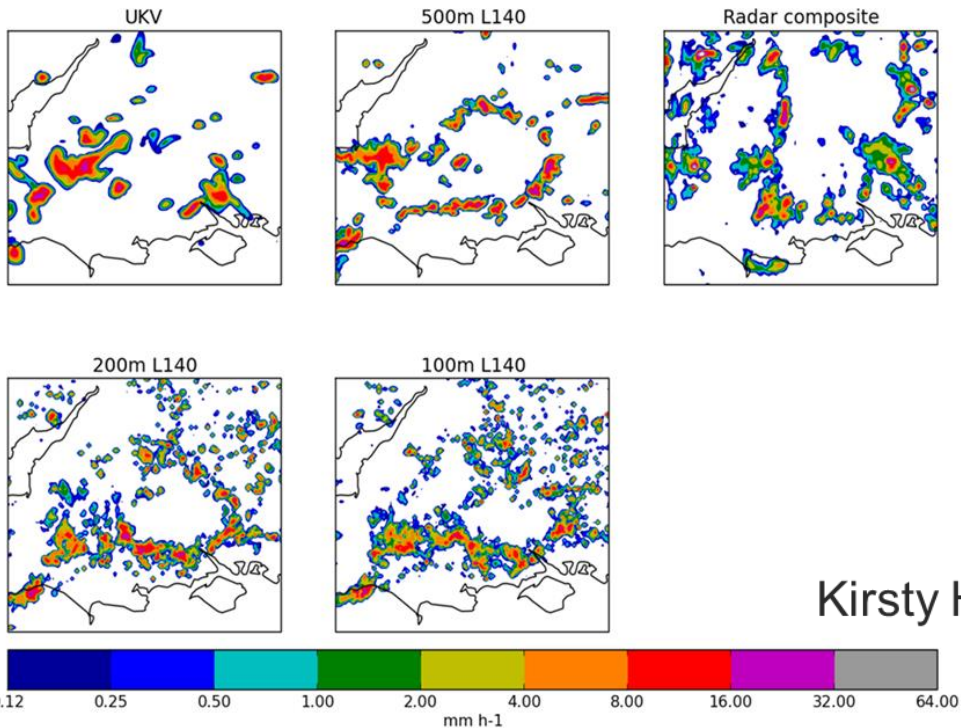 UKV
500m L140
Radar composite
200m L140
100m L140
Kirsty H
0.12 0.25 0.50 1.00 2.00 4.00 8.00 16.00 32.00 64.00
mm h-1